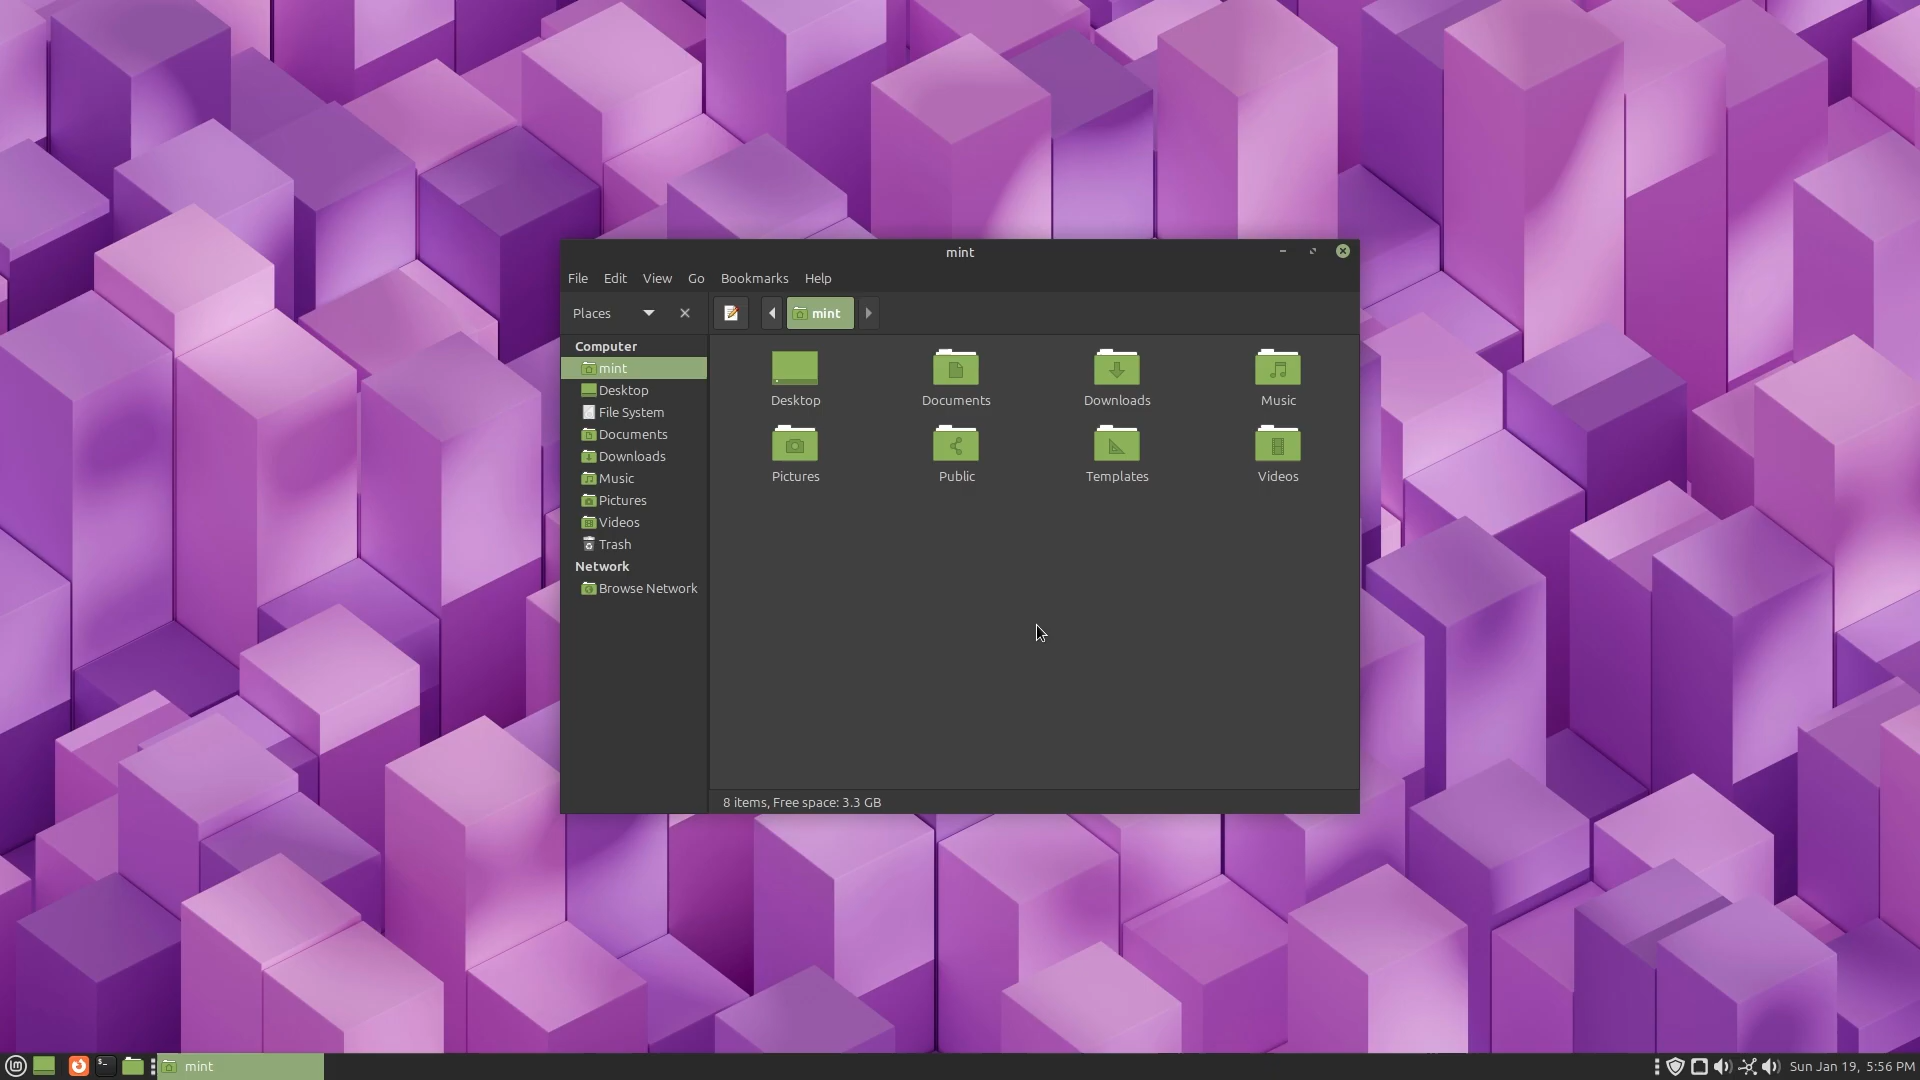 mint
File Edit View Go Bookmarks Help
Places
mint
Computer
mint
Desktop
File System
Documents
Downloads
Music
Pictures
Videos
Trash
Network
Browse Network
Desktop Documents Downloads Music
Pictures Public Templates Videos
8 items, Free space: 3.3 GB
mint
Sun Jan 19, 5:56 PM